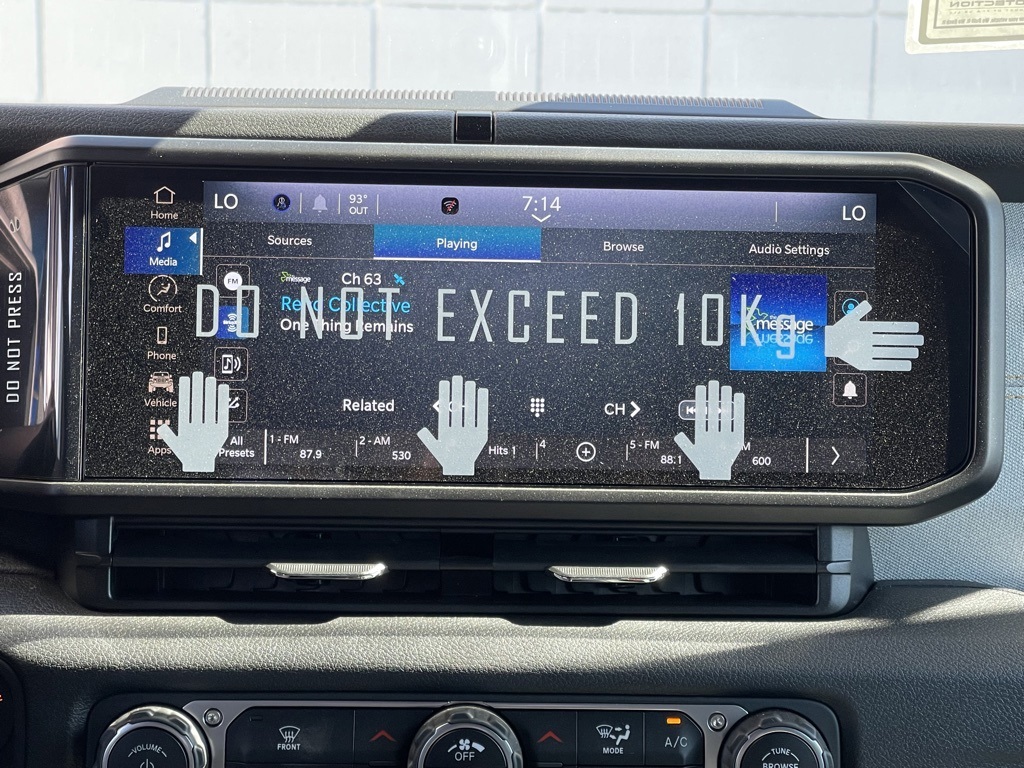 PROTECTION
LO
93°
OUT
7:14
LO
Home
Media
Comfort
Phone
Vehicle
Apps
Sources
Playing
Browse
Audio Settings
FM
message
Ch 63
Collective
One Thing Remains
DO NOT EXCEED 10Kg
message
DO NOT PRESS
Related
CH
All
Presets
1 - FM
87.9
2 - AM
530
Hits 1
4
5 - FM
88.1
M
600
FRONT
OFF
MODE
A/C
VOLUME
TUNE
BROWSE